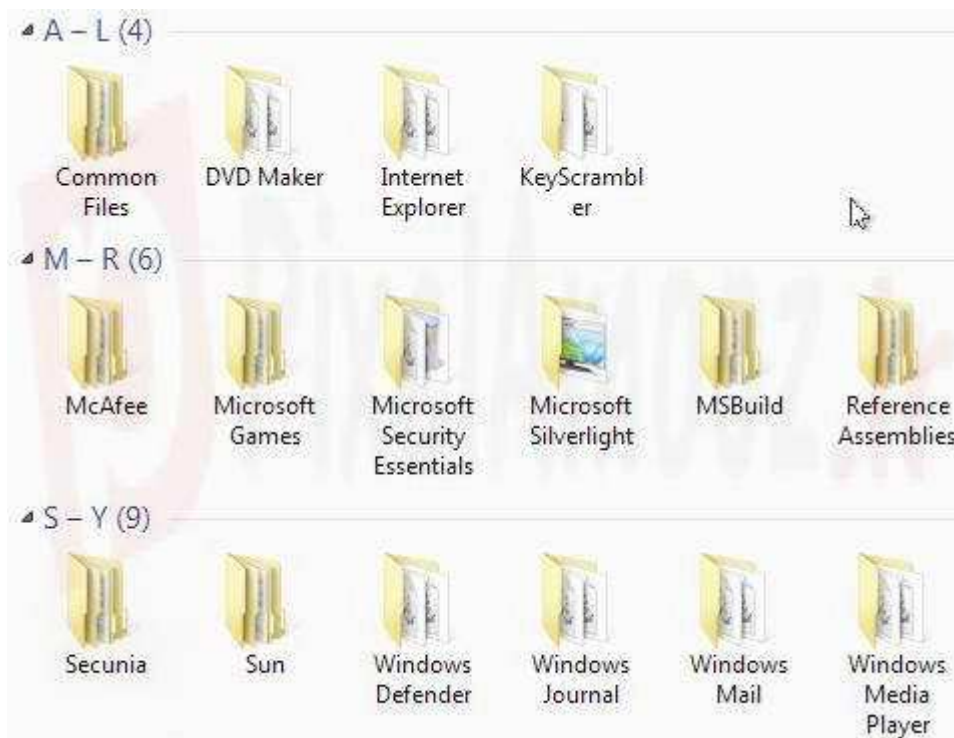 A – L (4)
Common
Files
DVD Maker
Internet
Explorer
KeyScrambl
er
M – R (6)
McAfee
Microsoft
Games
Microsoft
Security
Essentials
Microsoft
Silverlight
MSBuild
Reference
Assemblies
S – Y (9)
Secunia
Sun
Windows
Defender
Windows
Journal
Windows
Mail
Windows
Media
Player